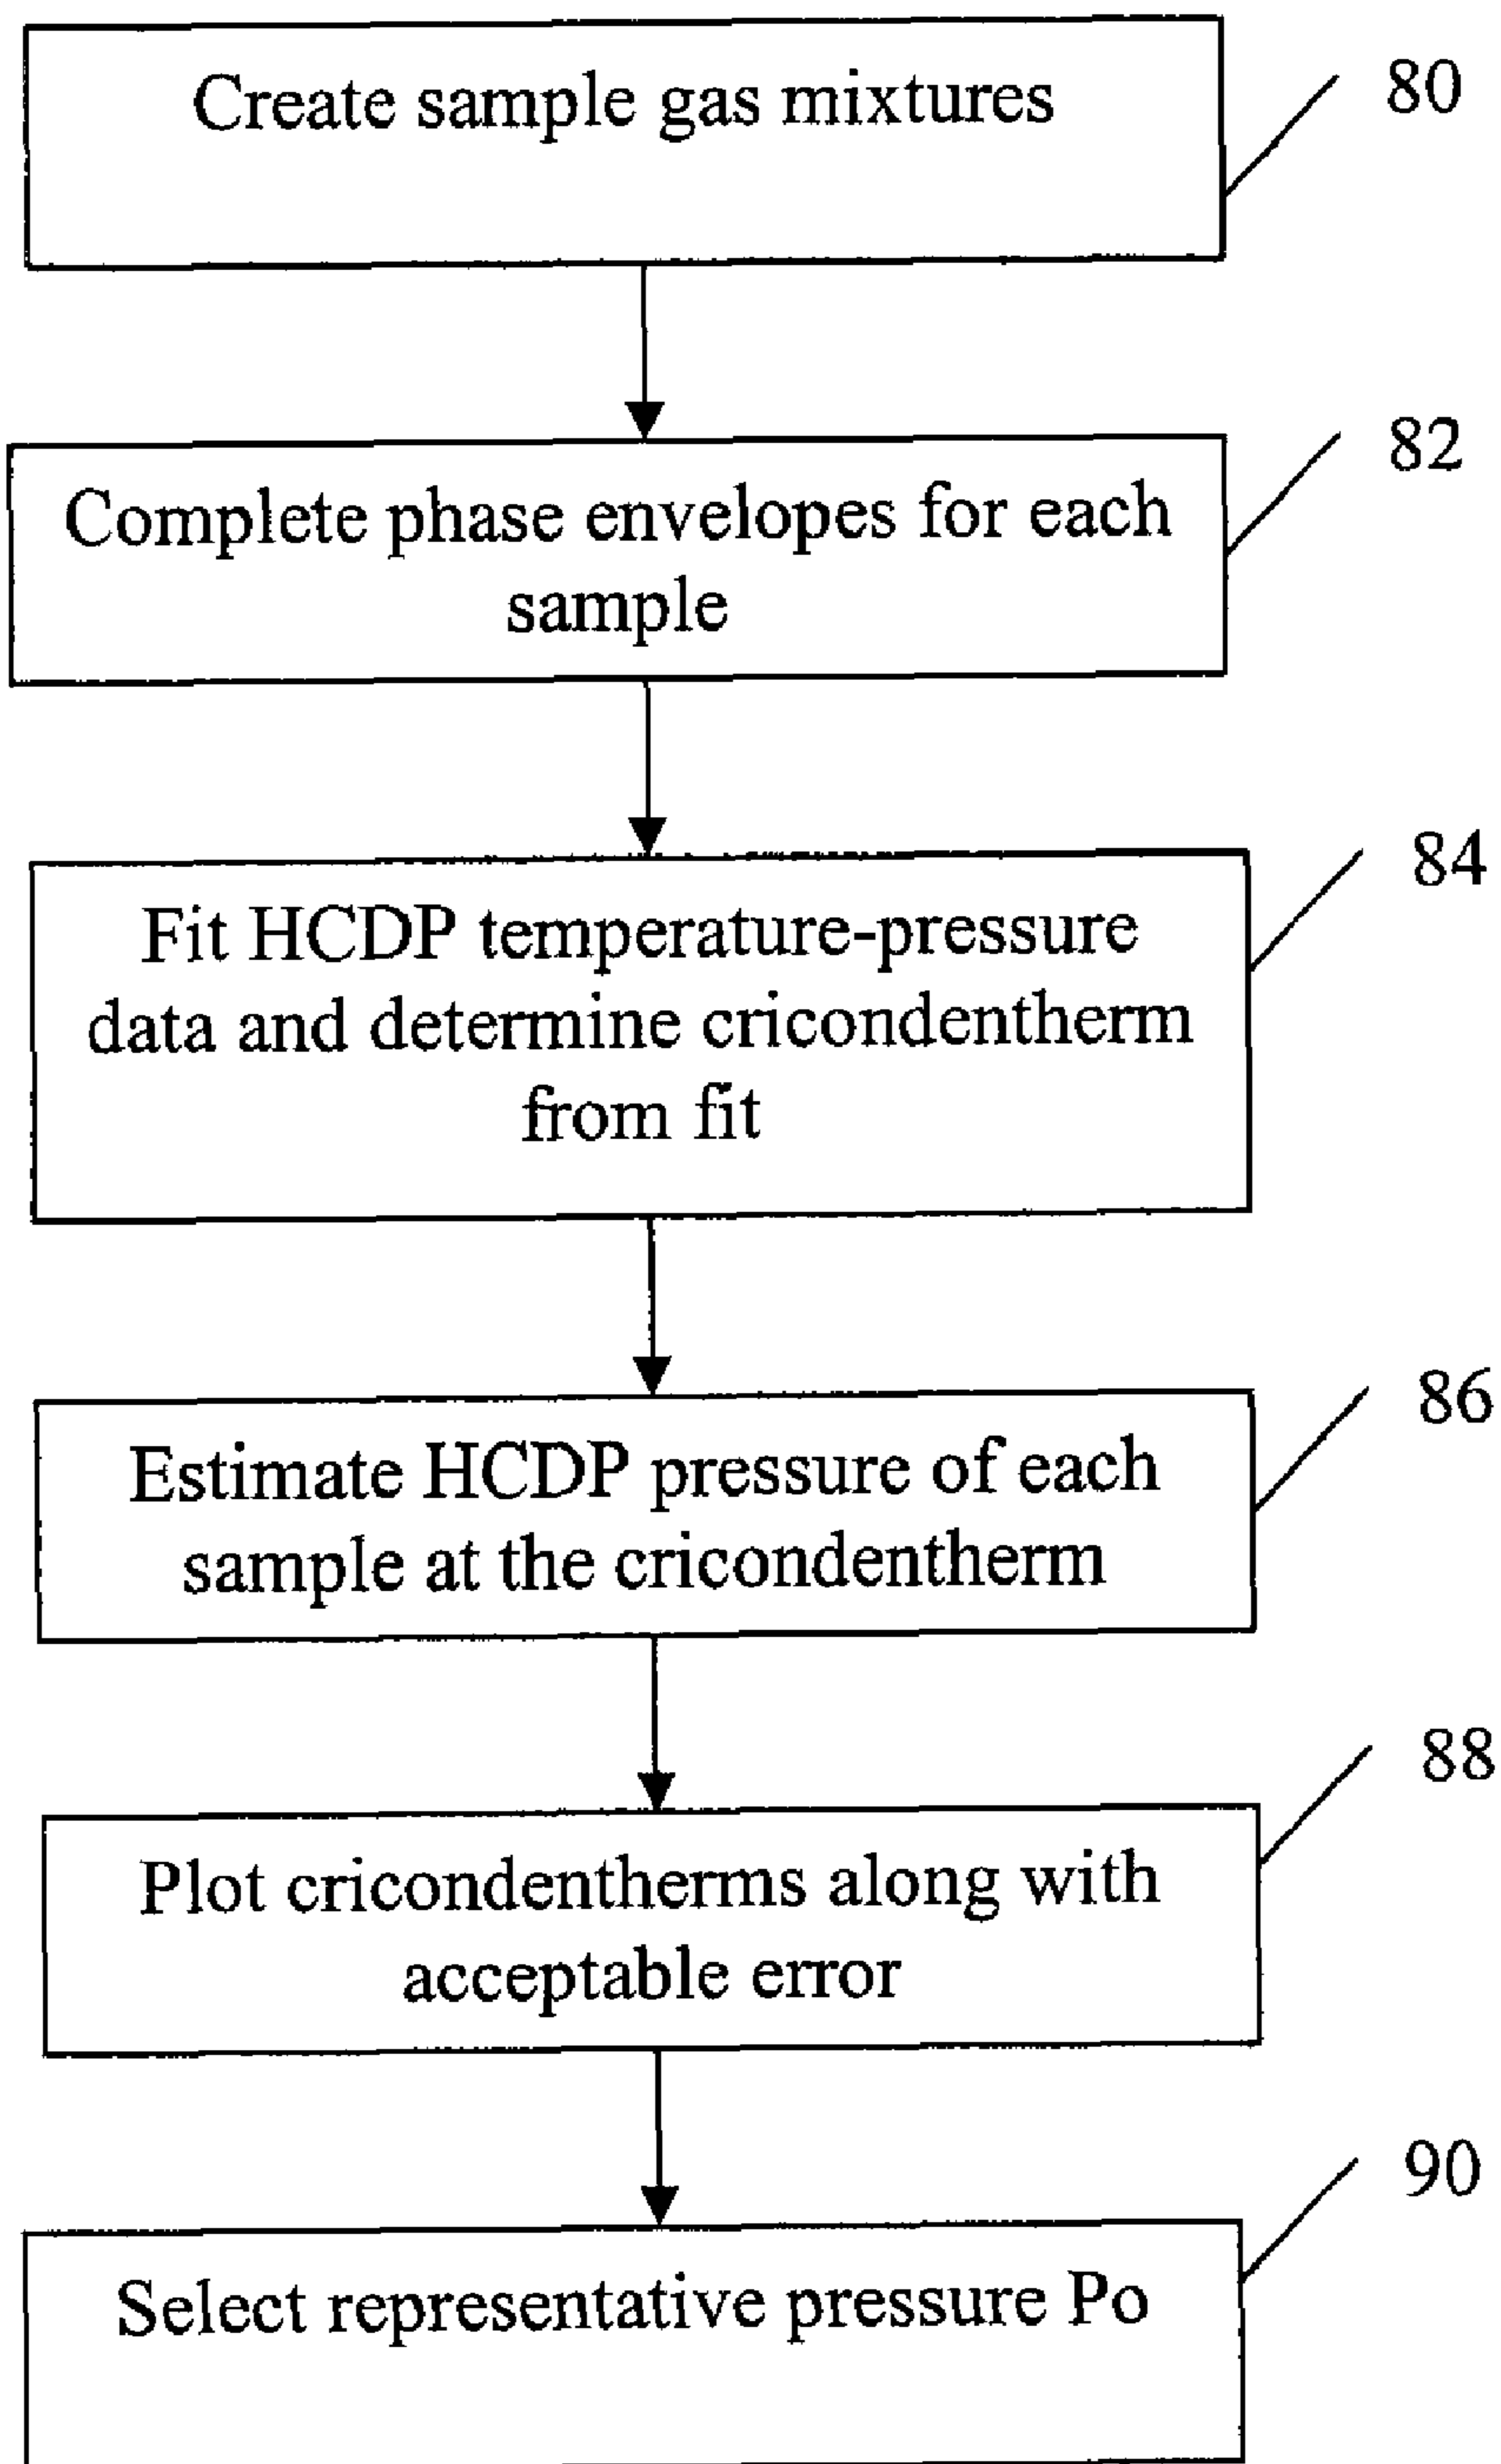 Create sample gas mixtures
80
Complete phase envelopes for each
sample
82
Fit HCDP temperature-pressure
data and determine cricondentherm
from fit
84
Estimate HCDP pressure of each
sample at the cricondentherm
86
Plot cricondentherms along with
acceptable error
88
Select representative pressure Po
90